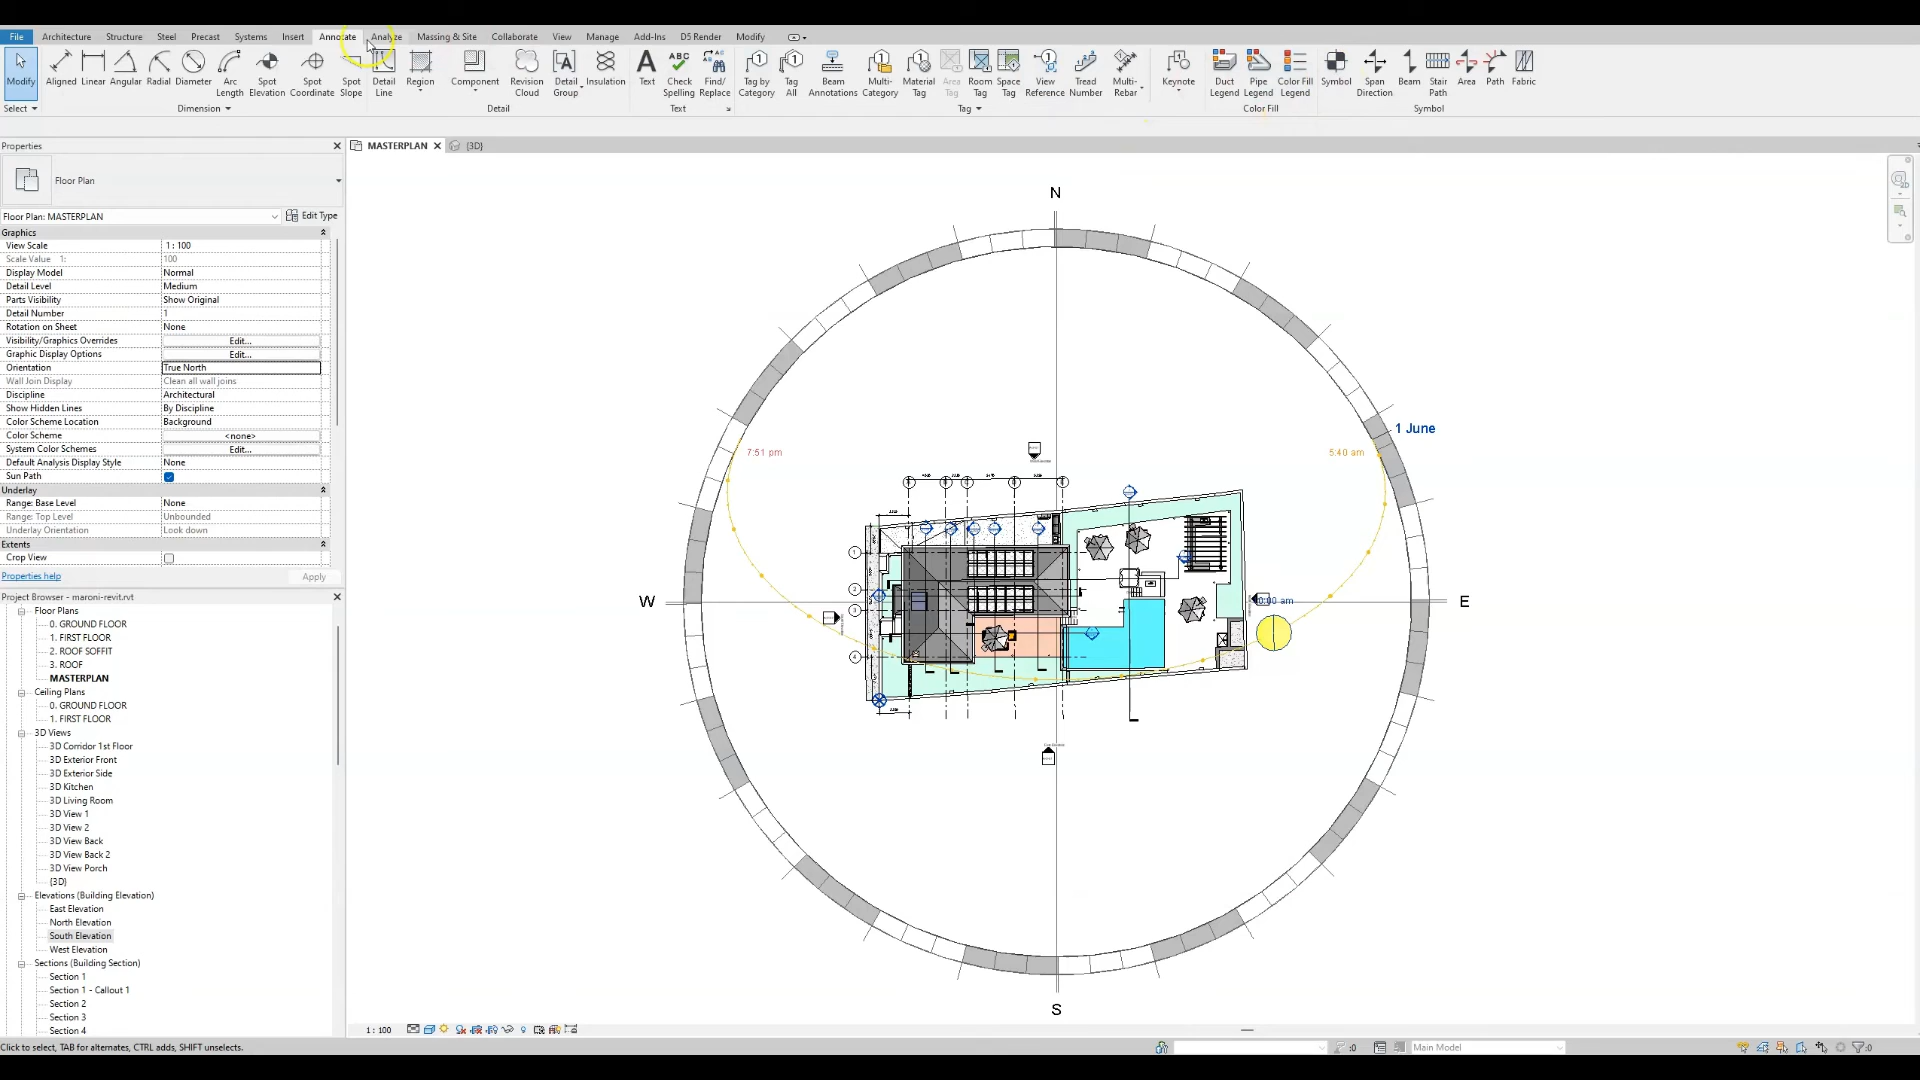 File Architecture Structure Steel Precast Systems Insert Annotate Analyze Massing & Site Collaborate View Manage Add-Ins D5 Render Modify
Modify Aligned Linear Angular Radial Diameter Arc Length Spot Elevation Spot Coordinate Spot Slope Detail Line Region Component Revision Cloud Detail Group Insulation Text Check Spelling Find/ Replace Tag by Category Tag All Beam Annotations Multi- Category Material Tag Area Tag Room Tag Space Tag View Reference Tread Number Multi- Rebar Keynote Duct Legend Pipe Legend Color Fill Legend Symbol Span Direction Beam Stair Path Area Path Fabric
Select Dimension Detail Text Tag Color Fill Symbol
Properties
MASTERPLAN {3D}
Floor Plan
Floor Plan: MASTERPLAN Edit Type
Graphics
View Scale 1 : 100
Scale Value 1: 100
Display Model Normal
Detail Level Medium
Parts Visibility Show Original
Detail Number 1
Rotation on Sheet None
Visibility/Graphics Overrides Edit...
Graphic Display Options Edit...
Orientation True North
Wall Join Display Clean all wall joins
Discipline Architectural
Show Hidden Lines By Discipline
Color Scheme Location Background
Color Scheme <none>
System Color Schemes Edit...
Default Analysis Display Style None
Sun Path
Underlay
Range: Base Level None
Range: Top Level Unbounded
Underlay Orientation Look down
Extents
Crop View
Properties help Apply
Project Browser - maroni-revit.rvt
Floor Plans
0. GROUND FLOOR
1. FIRST FLOOR
2. ROOF SOFFIT
3. ROOF
MASTERPLAN
Ceiling Plans
0. GROUND FLOOR
1. FIRST FLOOR
3D Views
3D Corridor 1st Floor
3D Exterior Front
3D Exterior Side
3D Kitchen
3D Living Room
3D View 1
3D View 2
3D View Back
3D View Back 2
3D View Porch
{3D}
Elevations (Building Elevation)
East Elevation
North Elevation
South Elevation
West Elevation
Sections (Building Section)
Section 1
Section 1 - Callout 1
Section 2
Section 3
Section 4
N
1 June
7:51 pm
5:40 am
1
2
3
4
W
:00 am
E
S
1 : 100
Click to select, TAB for alternates, CTRL adds, SHIFT unselects.
:0
Main Model
:0